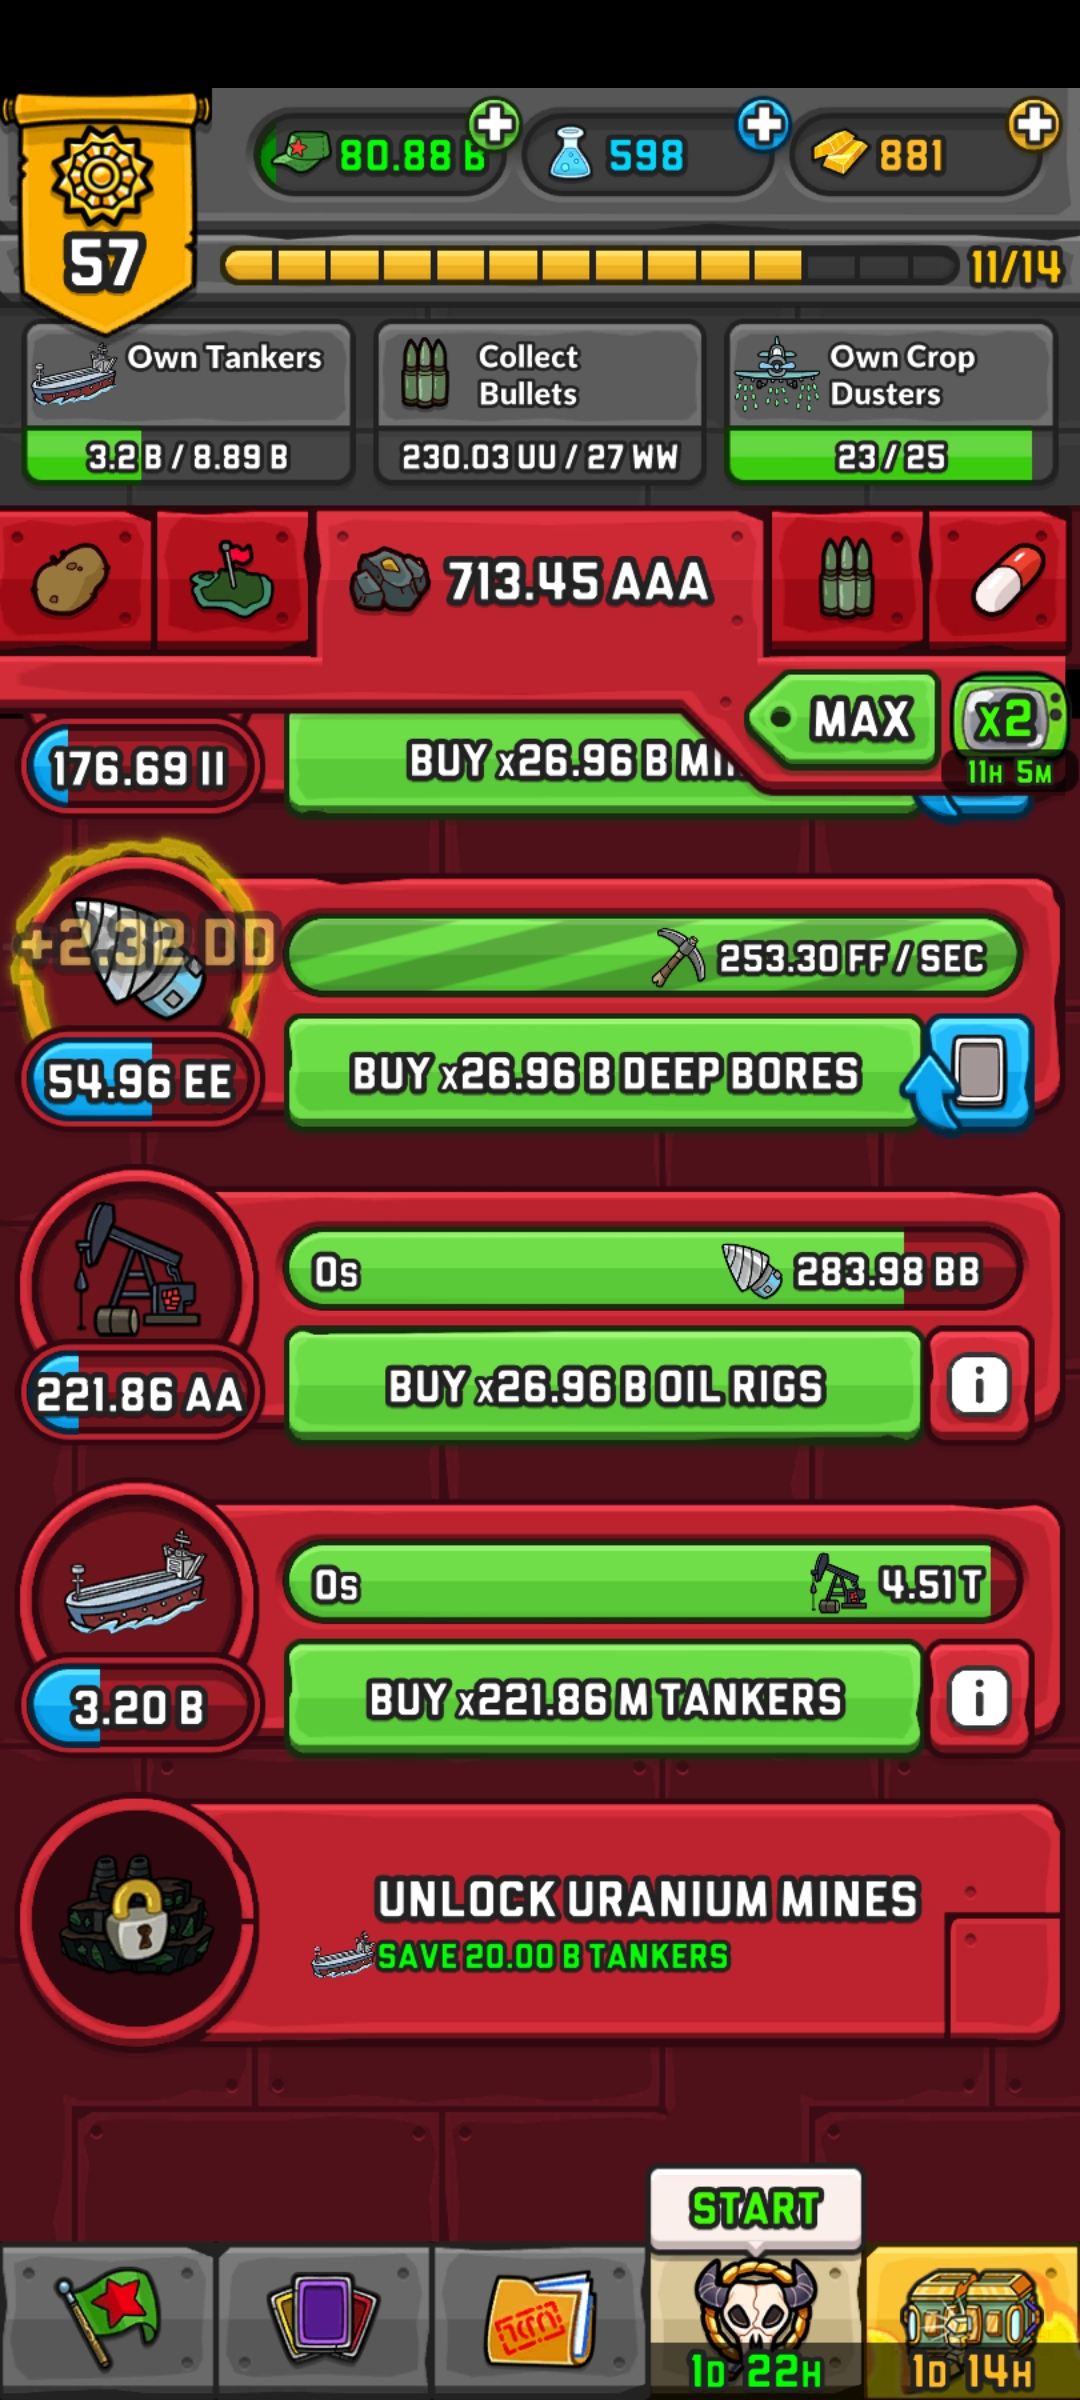 80.88 B
598
881
57
11/14
Own Tankers
3.2 B / 8.89 B
Collect
Bullets
230.03 UU / 27 WW
Own Crop
Dusters
23 / 25
713.45 AAA
MAX
x2
11H 5M
176.69 II
BUY x26.96 B
+2.32 DD
253.30 FF / SEC
54.96 EE
BUY x26.96 B DEEP BORES
0s
283.98 BB
221.86 AA
BUY x26.96 B OIL RIGS
i
0s
4.51 T
3.20 B
BUY x221.86 M TANKERS
i
UNLOCK URANIUM MINES
SAVE 20.00 B TANKERS
START
1D 22H
1D 14H